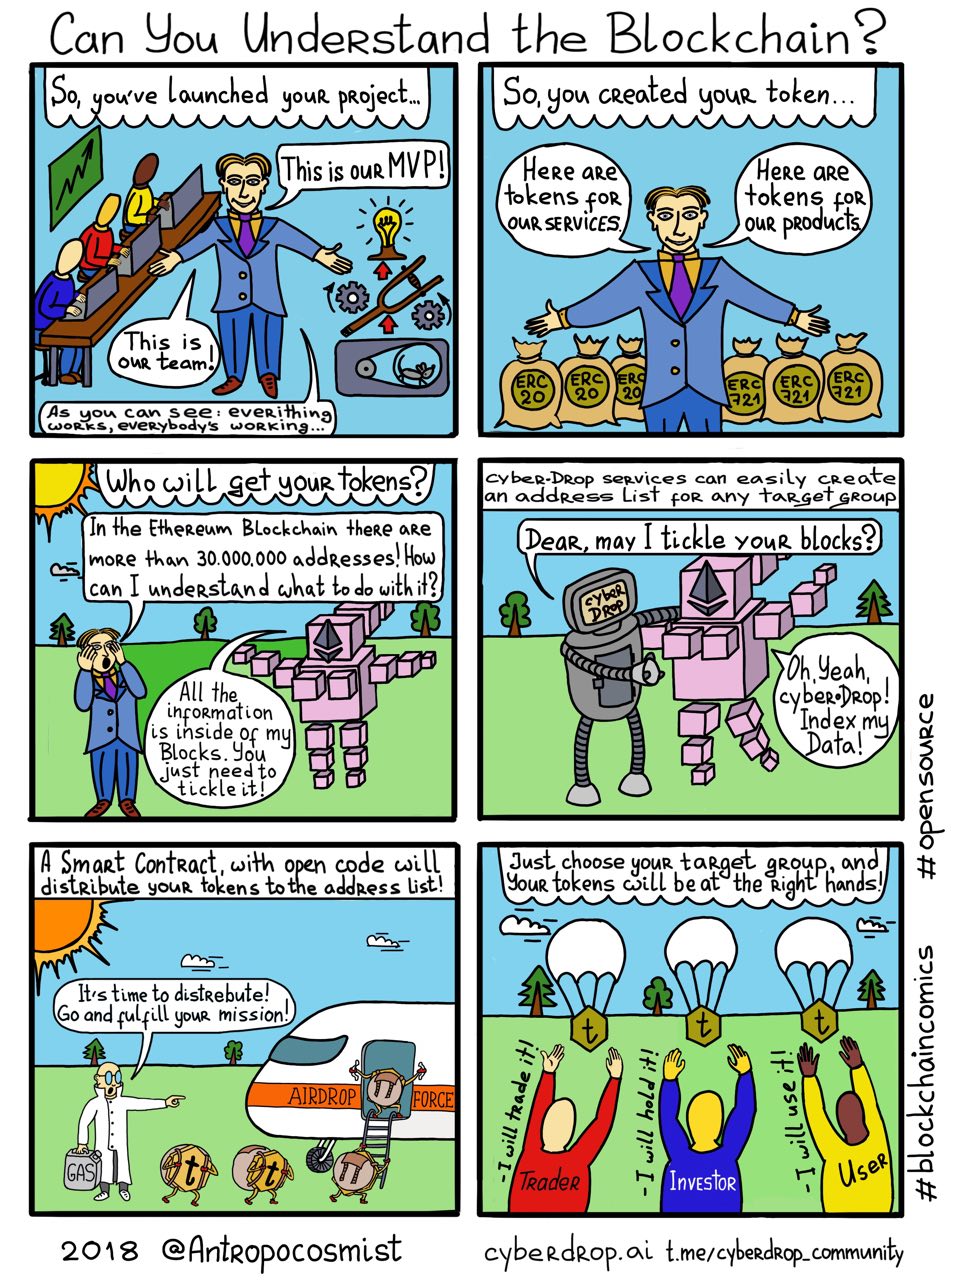 Can You Understand the Blockchain?
So, you've launched your project...
This is our MVP!
This is
our team!
As you can see: everithing
works, everybody's working...
So, you created your token...
Here are
tokens for
our services.
Here are
tokens for
our products.
ERC
20
ERC
20
ERC
20
ERC
721
ERC
721
ERC
721
Who will get your tokens?
In the Ethereum Blockchain there are
more than 30.000.000 addresses! How
can I understand what to do with it?
All the
information
is inside of my
Blocks. You
just need to
tickle it!
cyber•Drop services can easily create
an address list for any target group
Dear, may I tickle your blocks?
cyber
Drop
Oh, Yeah,
cyber•Drop!
Index my
Data!
A Smart Contract, with open code will
distribute your tokens to the address list!
It's time to distrebute!
Go and fulfill your mission!
GAS
AIRDROP FORCE
t
t
Just choose your target group, and
your tokens will be at the right hands!
t
t
t
- I will trade it!
- I will hold it!
- I will use it!
Trader
Investor
User
#opensource
#blockchaincomics
2018 @Antropocosmist
cyberdrop.ai t.me/cyberdrop_community